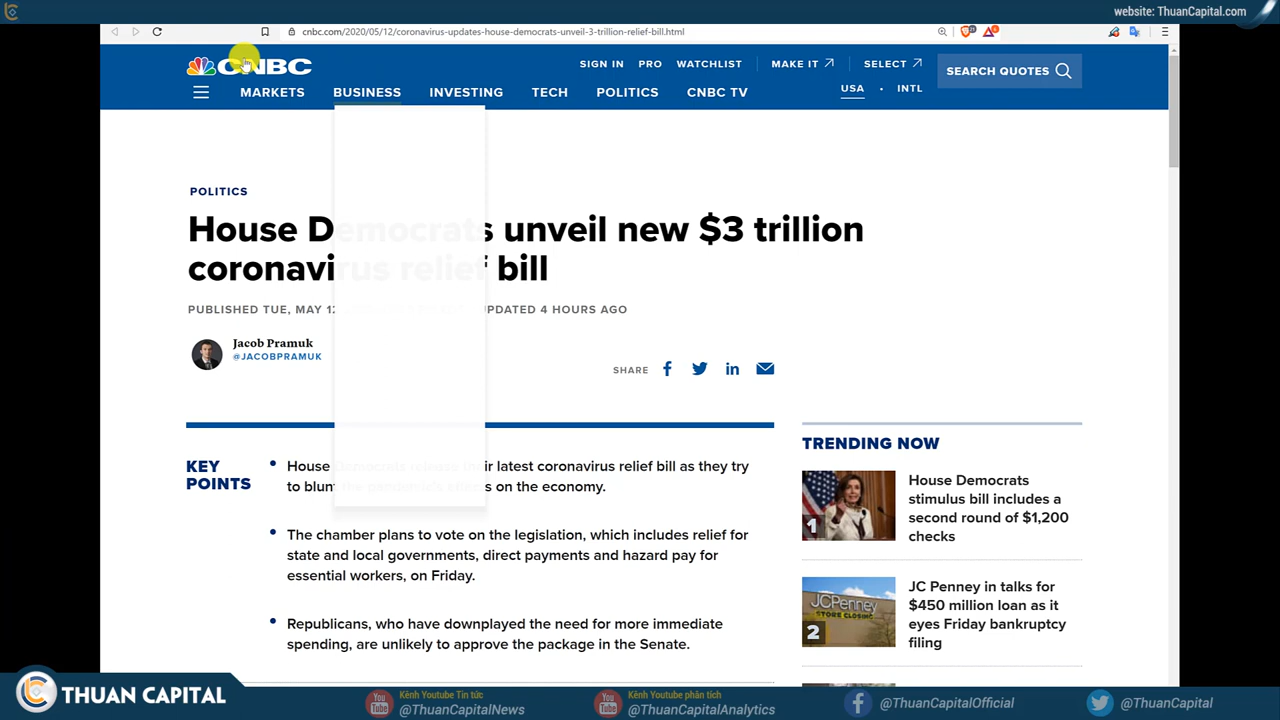 website: ThuanCapital.com
cnbc.com/2020/05/12/coronavirus-updates-house-democrats-unveil-3-trillion-relief-bill.html
CNBC
SIGN IN PRO WATCHLIST MAKE IT SELECT
SEARCH QUOTES
MARKETS BUSINESS INVESTING TECH POLITICS CNBC TV
USA • INTL
POLITICS
House Democrats unveil new $3 trillion
coronavirus relief bill
PUBLISHED TUE, MAY 12 UPDATED 4 HOURS AGO
Jacob Pramuk
@JACOBPRAMUK
SHARE
KEY
POINTS
• House Democrats release their latest coronavirus relief bill as they try
to blunt the pandemic's effects on the economy.
• The chamber plans to vote on the legislation, which includes relief for
state and local governments, direct payments and hazard pay for
essential workers, on Friday.
• Republicans, who have downplayed the need for more immediate
spending, are unlikely to approve the package in the Senate.
TRENDING NOW
1
House Democrats
stimulus bill includes a
second round of $1,200
checks
JCPenney
STORE CLOSING
2
JC Penney in talks for
$450 million loan as it
eyes Friday bankruptcy
filing
THUAN CAPITAL
You Tube
Kênh Youtube Tin tức
@ThuanCapitalNews
You Tube
Kênh Youtube phân tích
@ThuanCapitalAnalytics
@ThuanCapitalOfficial
@ThuanCapital